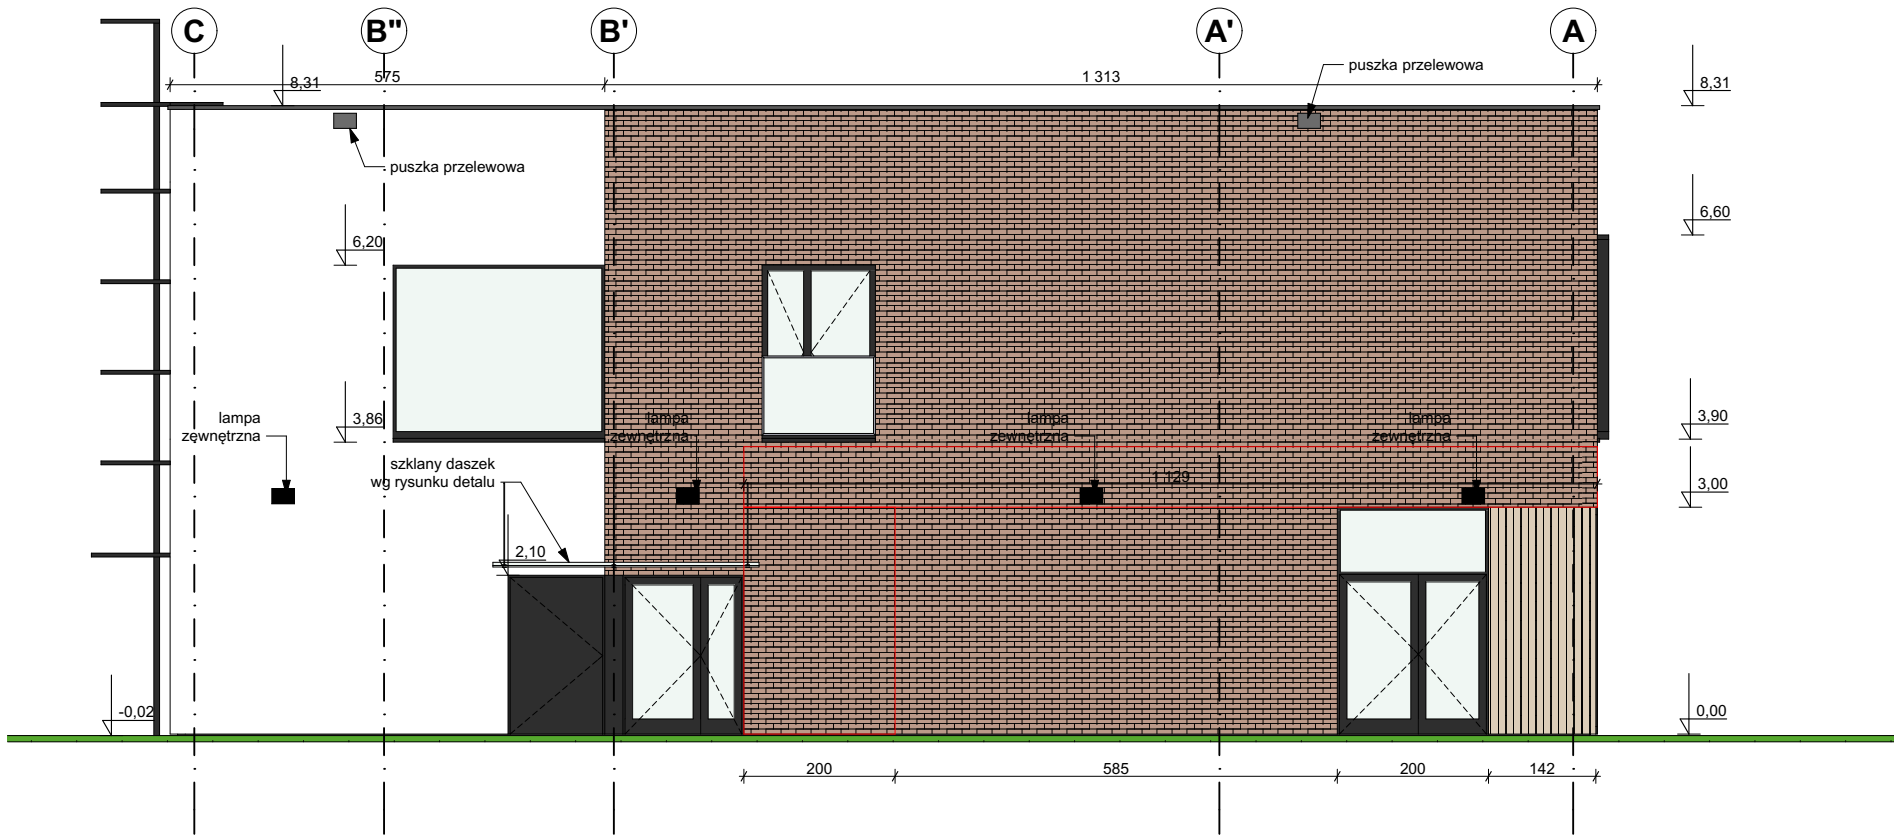 C
B"
B'
A'
A
575
1 313
8,31
puszka przelewowa
8,31
puszka przelewowa
6,20
6,60
3,86
lampa
zewnętrzna
lampa
zewnętrzna
lampa
zewnętrzna
lampa
zewnętrzna
3,90
szklany daszek
wg rysunku detalu
1 129
3,00
2,10
-0,02
0,00
200
585
200
142